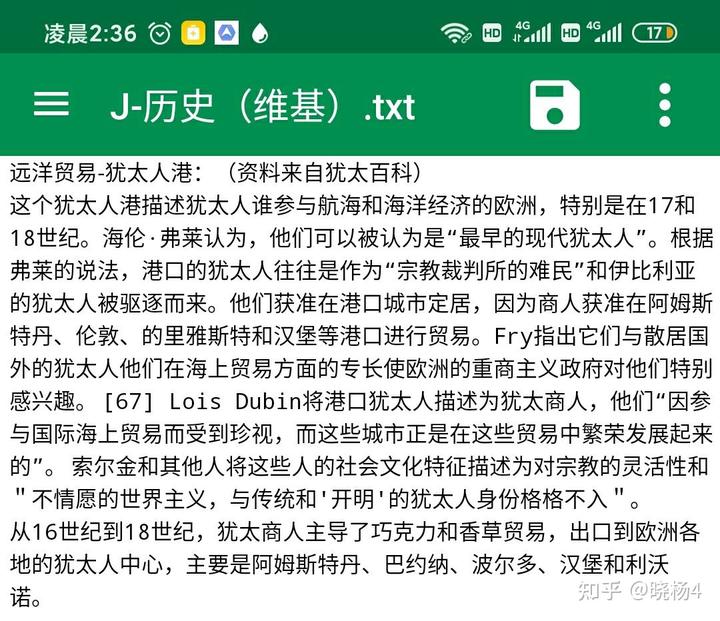 凌晨2:36 HD 4G HD 4G 17
J-历史（维基）.txt
远洋贸易-犹太人港：（资料来自犹太百科）
这个犹太人港描述犹太人谁参与航海和海洋经济的欧洲，特别是在17和
18世纪。海伦·弗莱认为，他们可以被认为是“最早的现代犹太人”。根据
弗莱的说法，港口的犹太人往往是作为“宗教裁判所的难民”和伊比利亚
的犹太人被驱逐而来。他们获准在港口城市定居，因为商人获准在阿姆斯
特丹、伦敦、的里雅斯特和汉堡等港口进行贸易。Fry指出它们与散居国
外的犹太人他们在海上贸易方面的专长使欧洲的重商主义政府对他们特别
感兴趣。[67] Lois Dubin将港口犹太人描述为犹太商人，他们“因参
与国际海上贸易而受到珍视，而这些城市正是在这些贸易中繁荣发展起来
的”。 索尔金和其他人将这些人的社会文化特征描述为对宗教的灵活性和
＂不情愿的世界主义，与传统和'开明'的犹太人身份格格不入＂。
从16世纪到18世纪，犹太商人主导了巧克力和香草贸易，出口到欧洲各
地的犹太人中心，主要是阿姆斯特丹、巴约纳、波尔多、汉堡和利沃
诺。
知乎 @晓杨4